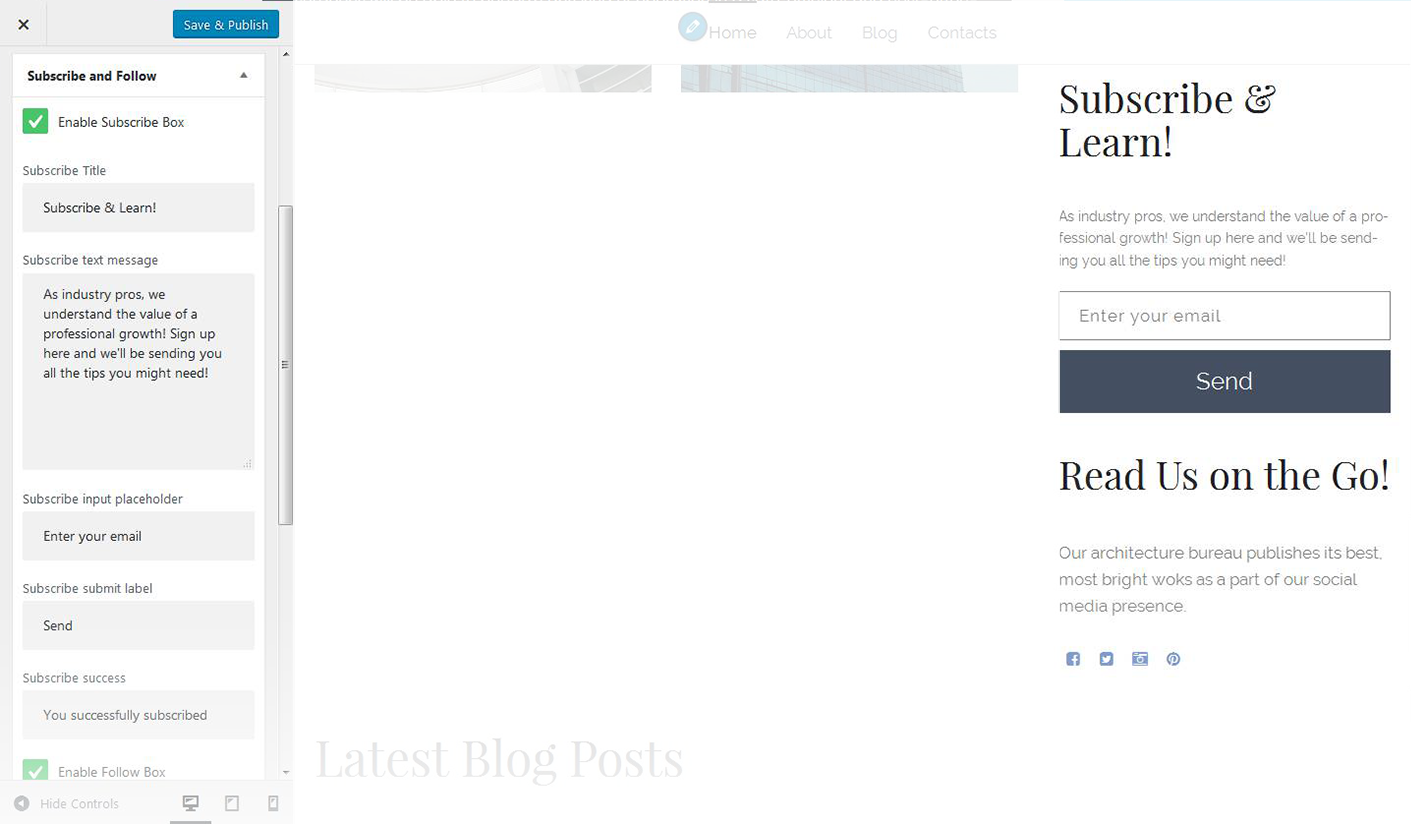 Save & Publish
Subscribe and Follow
Enable Subscribe Box
Subscribe Title
Subscribe & Learn!
Subscribe text message
As industry pros, we
understand the value of a
professional growth! Sign up
here and we'll be sending you
all the tips you might need!
Subscribe input placeholder
Enter your email
Subscribe submit label
Send
Subscribe success
You successfully subscribed
Enable Follow Box
Hide Controls
Home About Blog Contacts
Subscribe &
Learn!
As industry pros, we understand the value of a pro-
fessional growth! Sign up here and we'll be send-
ing you all the tips you might need!
Enter your email
Send
Read Us on the Go!
Our architecture bureau publishes its best,
most bright woks as a part of our social
media presence.
Latest Blog Posts